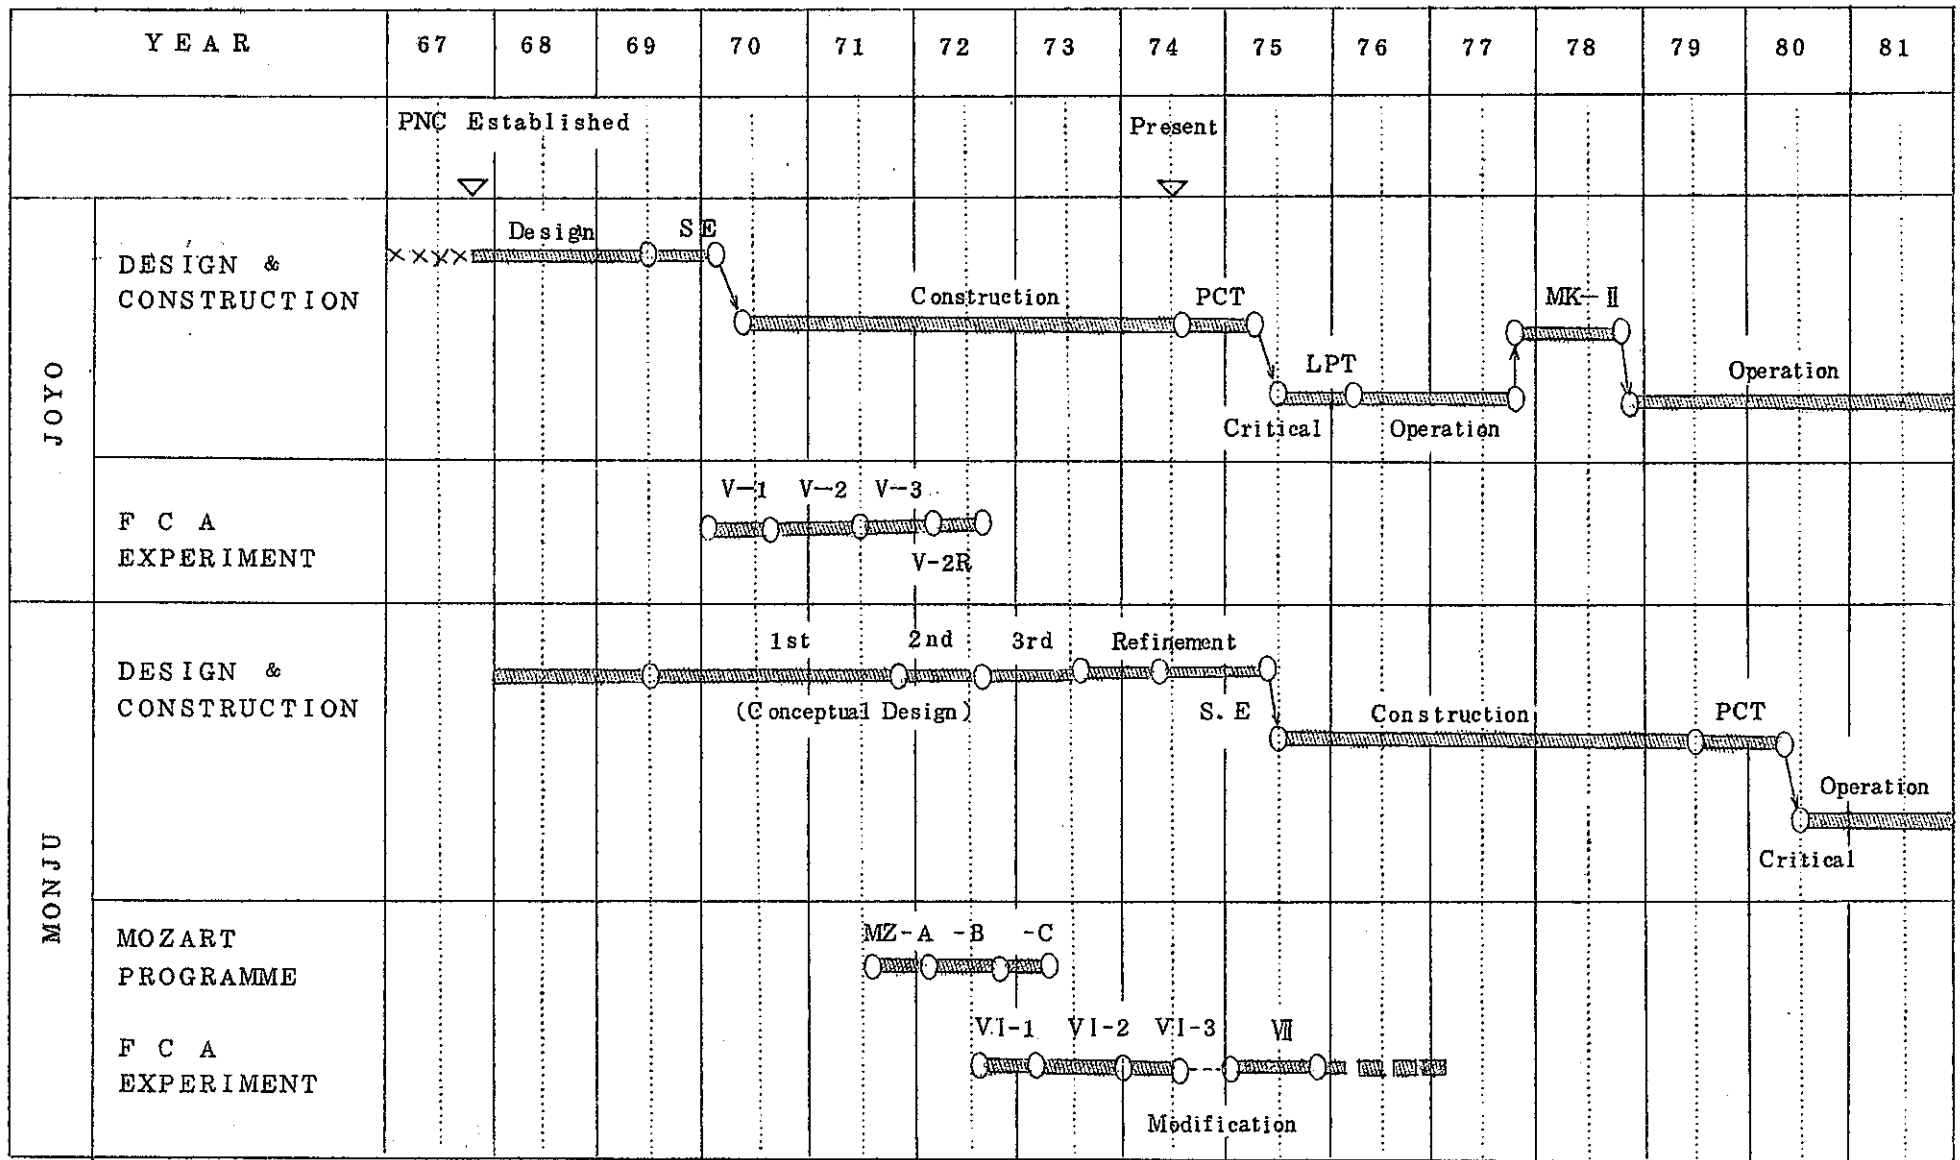 YEAR 67 68 69 70 71 72 73 74 75 76 77 78 79 80 81
PNC Established Present
JOYO
DESIGN &
CONSTRUCTION
Design S E
Construction PCT MK-II
LPT Operation
Critical Operation
F C A
EXPERIMENT
V-1 V-2 V-3
V-2R
MONJU
DESIGN &
CONSTRUCTION
1st 2nd 3rd Refinement
(Conceptual Design) S.E Construction PCT
Operation
Critical
MOZART
PROGRAMME
MZ-A -B -C
F C A
EXPERIMENT
VI-1 VI-2 VI-3 VII
Modification